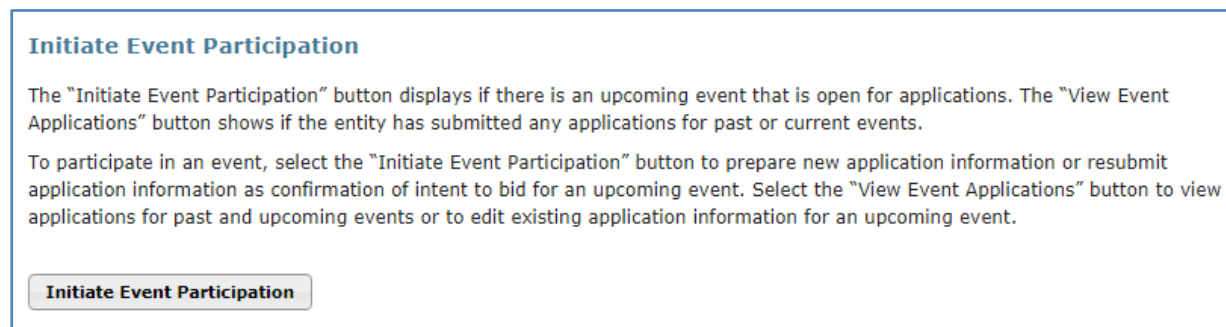 Initiate Event Participation
The “Initiate Event Participation” button displays if there is an upcoming event that is open for applications. The “View Event
Applications” button shows if the entity has submitted any applications for past or current events.
To participate in an event, select the “Initiate Event Participation” button to prepare new application information or resubmit
application information as confirmation of intent to bid for an upcoming event. Select the “View Event Applications” button to view
applications for past and upcoming events or to edit existing application information for an upcoming event.
Initiate Event Participation